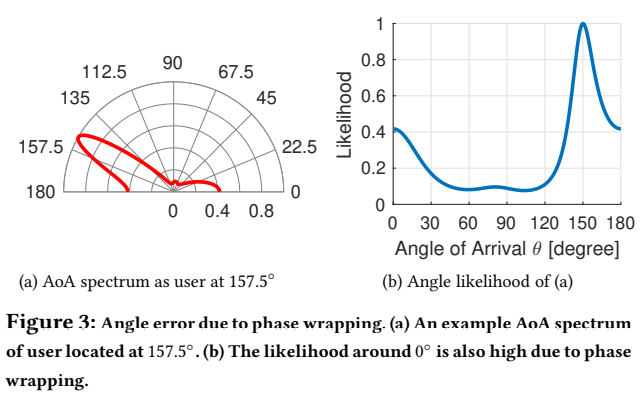 90
112.5
67.5
135
45
157.5
22.5
180
0
0
0.4
0.8
(a) AoA spectrum as user at 157.5°
1
0.8
0.6
0.4
0.2
0
Likelihood
0 30 60 90 120 150 180
Angle of Arrival θ [degree]
(b) Angle likelihood of (a)
Figure 3: Angle error due to phase wrapping. (a) An example AoA spectrum
of user located at 157.5°. (b) The likelihood around 0° is also high due to phase
wrapping.